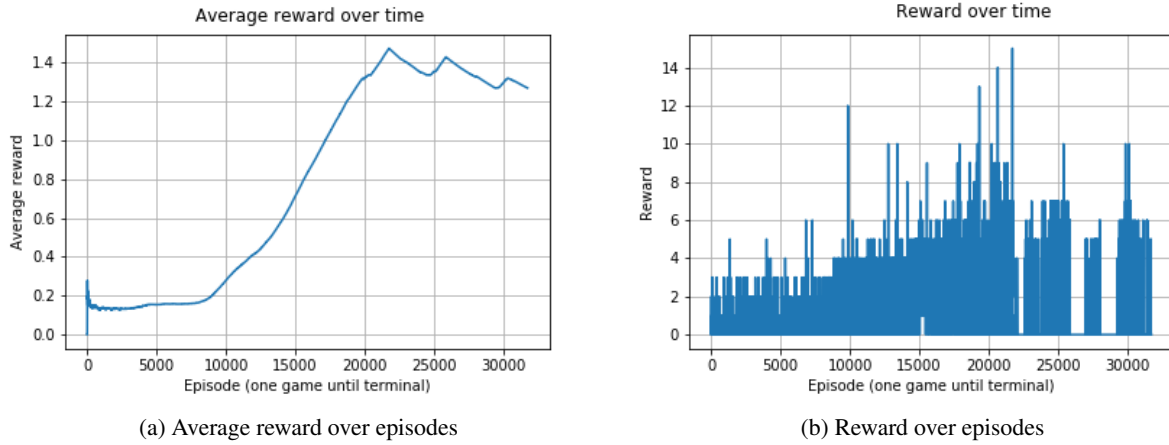 Average reward over time
1.4
1.2
1.0
0.8
0.6
0.4
0.2
0.0
Average reward
0 5000 10000 15000 20000 25000 30000
Episode (one game until terminal)
(a) Average reward over episodes
Reward over time
14
12
10
8
6
4
2
0
Reward
0 5000 10000 15000 20000 25000 30000
Episode (one game until terminal)
(b) Reward over episodes